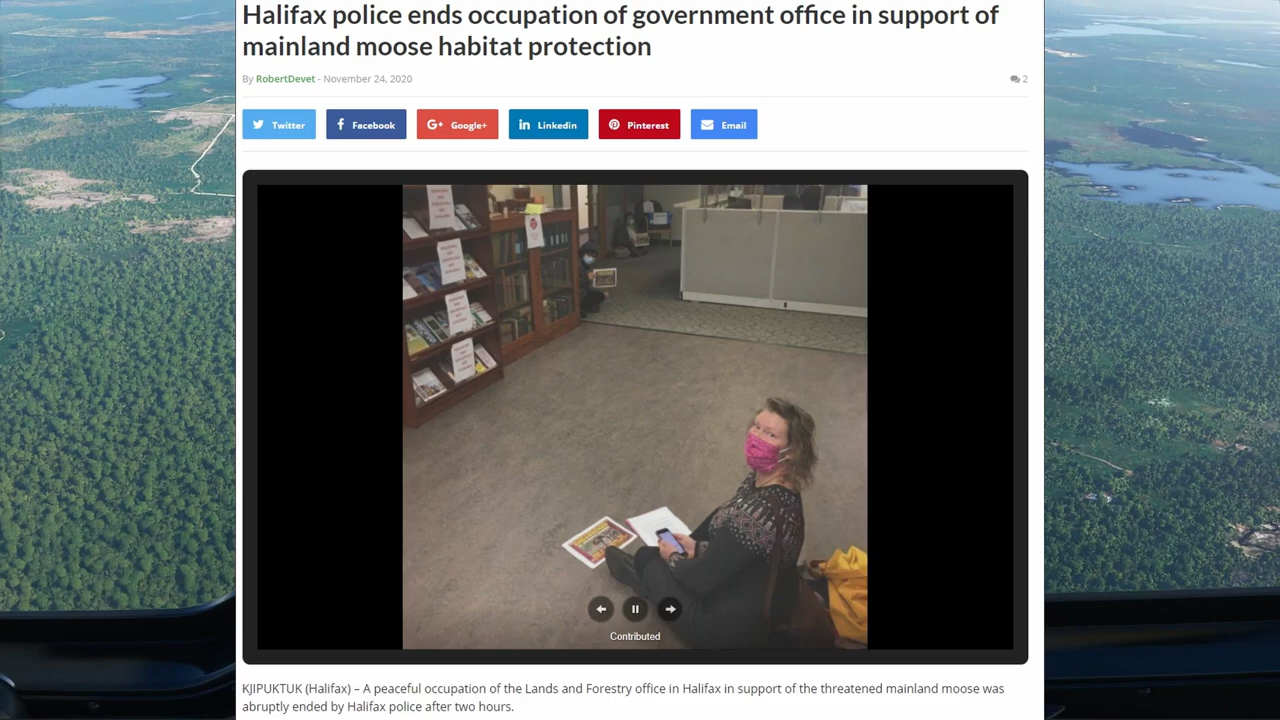 Halifax police ends occupation of government office in support of
mainland moose habitat protection
By RobertDevet - November 24, 2020
2
Twitter
Facebook
Google+
Linkedin
Pinterest
Email
Contributed
KJIPUKTUK (Halifax) – A peaceful occupation of the Lands and Forestry office in Halifax in support of the threatened mainland moose was
abruptly ended by Halifax police after two hours.